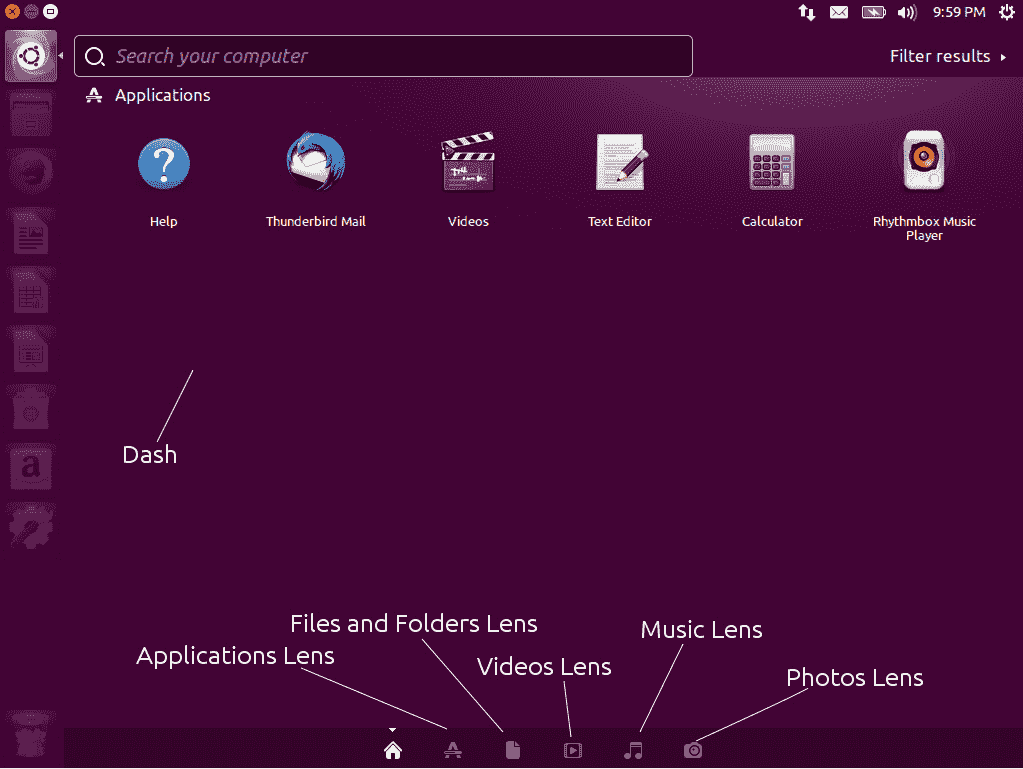 9:59 PM
Search your computer
Filter results
Applications
Help
Thunderbird Mail
Videos
Text Editor
Calculator
Rhythmbox Music
Player
Dash
Files and Folders Lens
Music Lens
Applications Lens
Videos Lens
Photos Lens